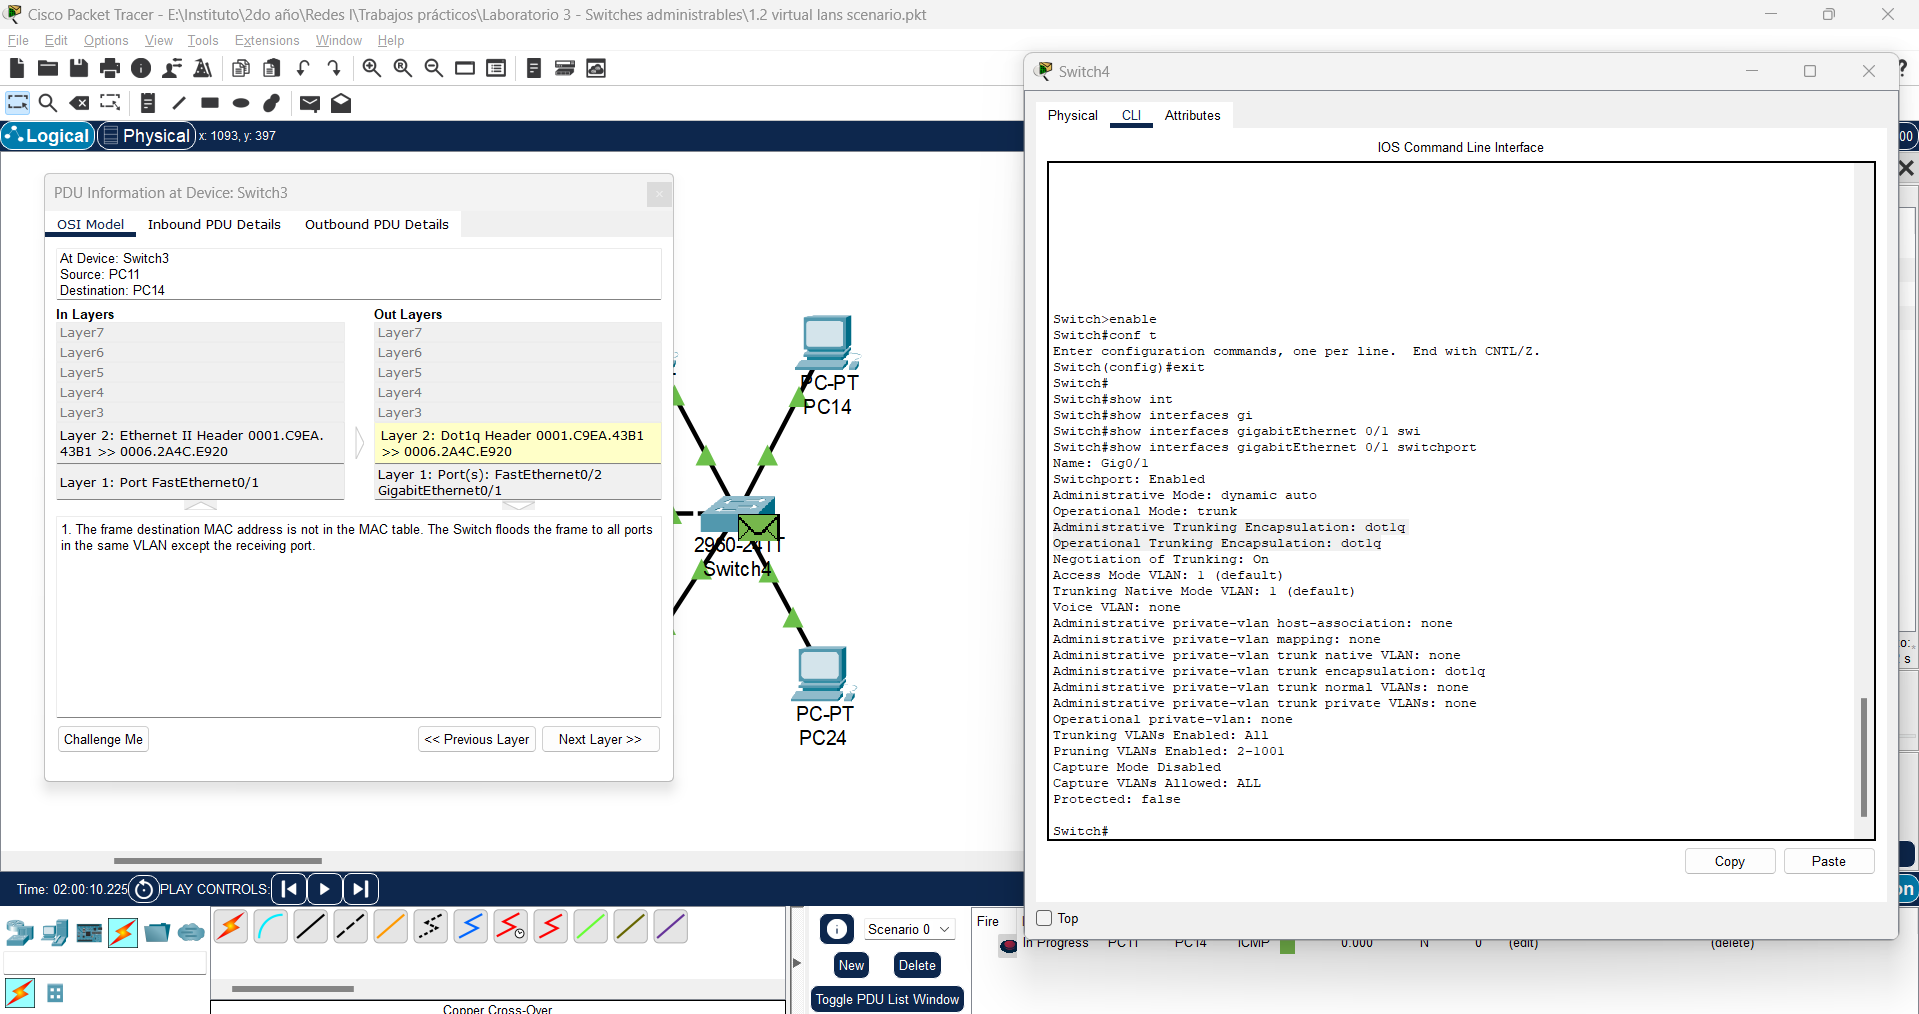 Cisco Packet Tracer - E:\Instituto\2do año\Redes I\Trabajos prácticos\Laboratorio 3 - Switches administrables\1.2 virtual lans scenario.pkt
File Edit Options View Tools Extensions Window Help
Logical Physical x: 1093, y: 397
PDU Information at Device: Switch3
OSI Model Inbound PDU Details Outbound PDU Details
At Device: Switch3
Source: PC11
Destination: PC14
In Layers
Layer7
Layer6
Layer5
Layer4
Layer3
Layer 2: Ethernet II Header 0001.C9EA.
43B1 >> 0006.2A4C.E920
Layer 1: Port FastEthernet0/1
Out Layers
Layer7
Layer6
Layer5
Layer4
Layer3
Layer 2: Dot1q Header 0001.C9EA.43B1
>> 0006.2A4C.E920
Layer 1: Port(s): FastEthernet0/2
GigabitEthernet0/1
1. The frame destination MAC address is not in the MAC table. The Switch floods the frame to all ports
in the same VLAN except the receiving port.
Challenge Me
<< Previous Layer
Next Layer >>
PC-PT
PC14
2960-24TT
Switch4
PC-PT
PC24
Switch4
Physical CLI Attributes
IOS Command Line Interface
Switch>enable
Switch#conf t
Enter configuration commands, one per line. End with CNTL/Z.
Switch(config)#exit
Switch#
Switch#show int
Switch#show interfaces gi
Switch#show interfaces gigabitEthernet 0/1 swi
Switch#show interfaces gigabitEthernet 0/1 switchport
Name: Gig0/1
Switchport: Enabled
Administrative Mode: dynamic auto
Operational Mode: trunk
Administrative Trunking Encapsulation: dot1q
Operational Trunking Encapsulation: dot1q
Negotiation of Trunking: On
Access Mode VLAN: 1 (default)
Trunking Native Mode VLAN: 1 (default)
Voice VLAN: none
Administrative private-vlan host-association: none
Administrative private-vlan mapping: none
Administrative private-vlan trunk native VLAN: none
Administrative private-vlan trunk encapsulation: dot1q
Administrative private-vlan trunk normal VLANs: none
Administrative private-vlan trunk private VLANs: none
Operational private-vlan: none
Trunking VLANs Enabled: All
Pruning VLANs Enabled: 2-1001
Capture Mode Disabled
Capture VLANs Allowed: ALL
Protected: false
Switch#
Copy
Paste
Top
Time: 02:00:10.225 PLAY CONTROLS:
Copper Cross-Over
Scenario 0
New
Delete
Toggle PDU List Window
Fire
In Progress PC11 PC14 ICMP 0.000 N 0 (edit) (delete)